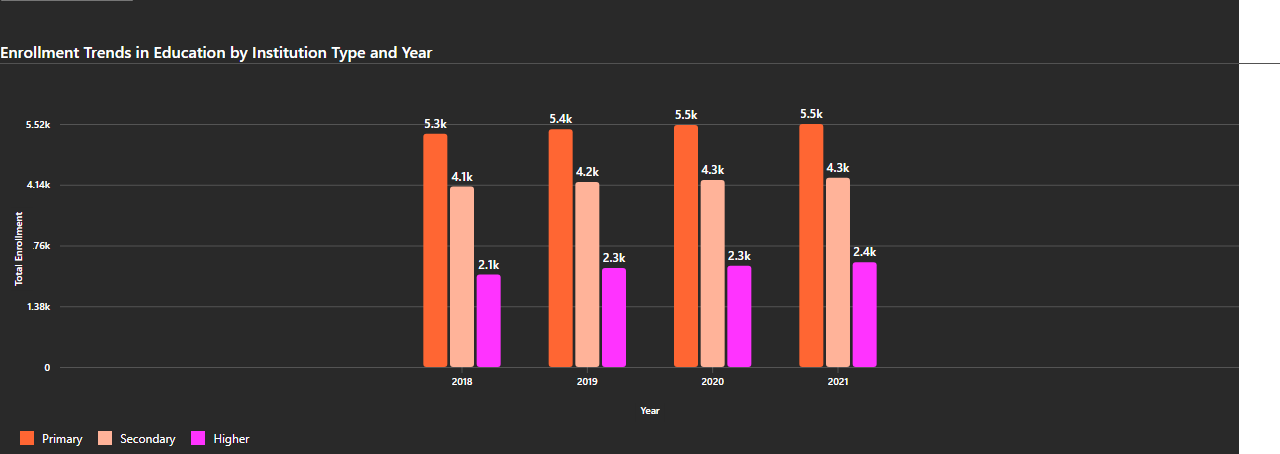 Enrollment Trends in Education by Institution Type and Year
5.52k
4.14k
.76k
1.38k
0
Total Enrollment
5.3k 4.1k 2.1k
5.4k 4.2k 2.3k
5.5k 4.3k 2.3k
5.5k 4.3k 2.4k
2018 2019 2020 2021
Year
Primary Secondary Higher